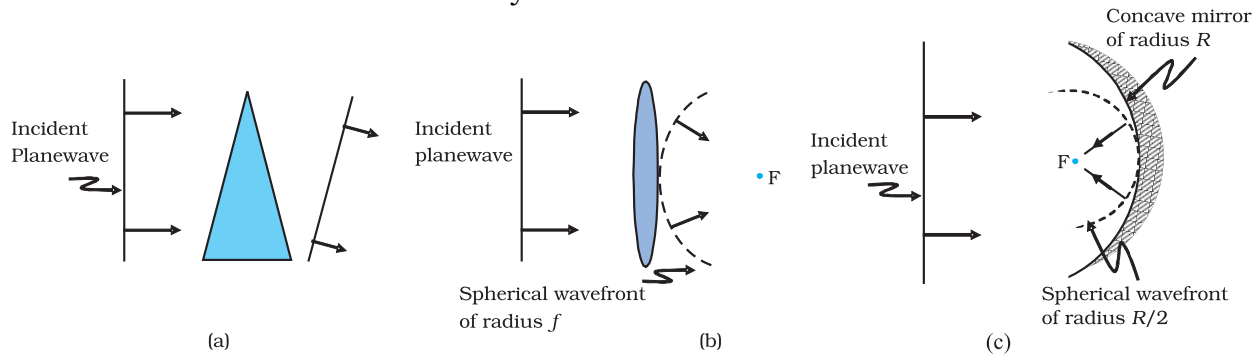 y
Incident
Planewave
(a)
Incident
planewave
F
Spherical wavefront
of radius f
(b)
Incident
planewave
Concave mirror
of radius R
F
Spherical wavefront
of radius R/2
(c)